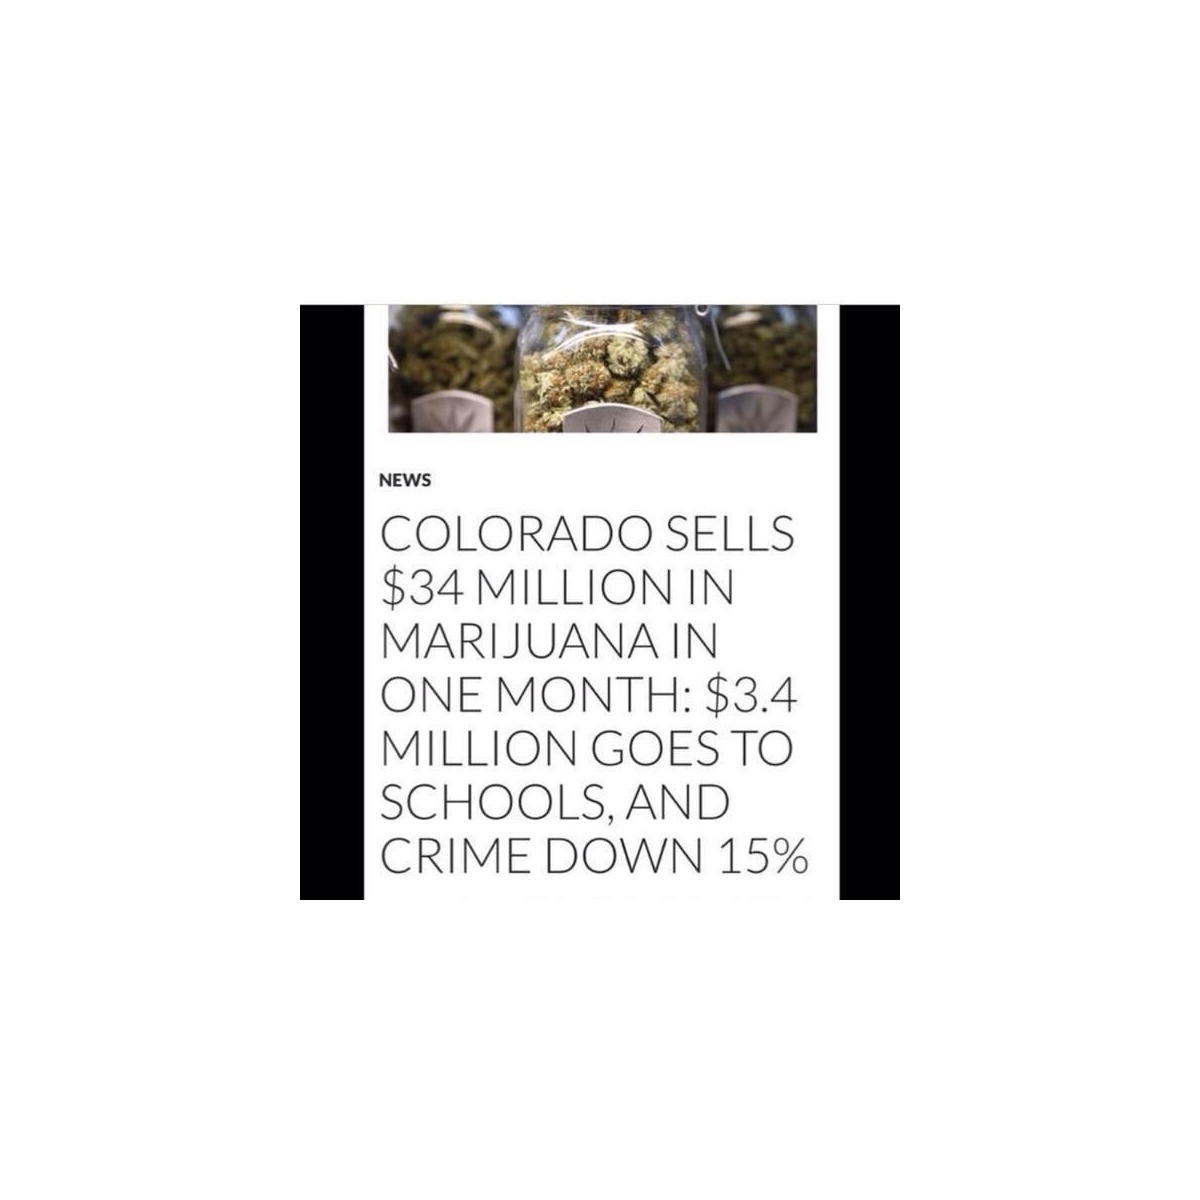 NEWS
COLORADO SELLS
$34 MILLION IN
MARIJUANA IN
ONE MONTH: $3.4
MILLION GOES TO
SCHOOLS, AND
CRIME DOWN 15%